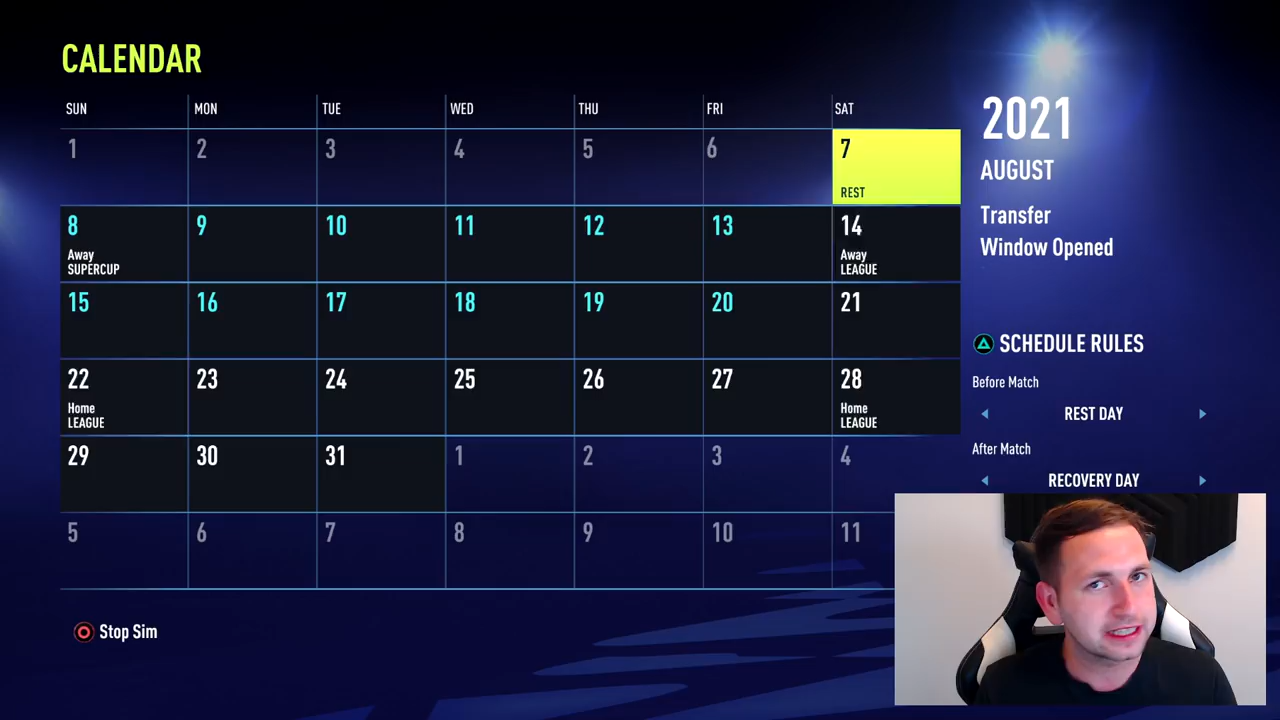 CALENDAR
SUN MON TUE WED THU FRI SAT
1 2 3 4 5 6 7
REST
8 9 10 11 12 13 14
Away
SUPERCUP
Away
LEAGUE
15 16 17 18 19 20 21
22 23 24 25 26 27 28
Home
LEAGUE
Home
LEAGUE
29 30 31 1 2 3 4
5 6 7 8 9 10 11
Stop Sim
2021
AUGUST
Transfer
Window Opened
SCHEDULE RULES
Before Match
REST DAY
After Match
RECOVERY DAY